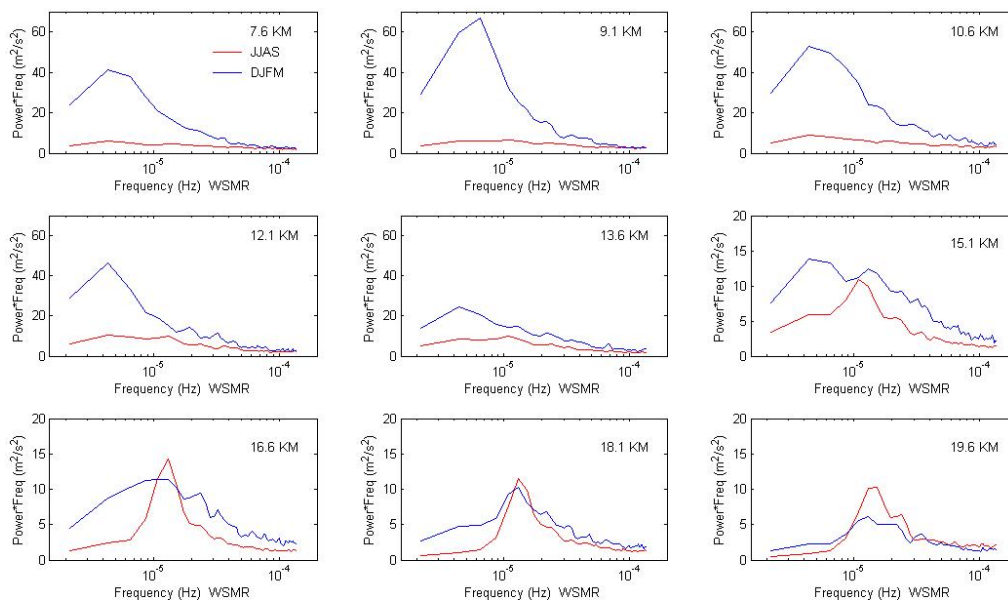 60
40
20
0
Power*Freq (m²/s²)
7.6 KM
JJAS
DJFM
10⁻⁵
10⁻⁴
Frequency (Hz)  WSMR
60
40
20
0
Power*Freq (m²/s²)
9.1 KM
10⁻⁵
10⁻⁴
Frequency (Hz)  WSMR
60
40
20
0
Power*Freq (m²/s²)
10.6 KM
10⁻⁵
10⁻⁴
Frequency (Hz)  WSMR
60
40
20
0
Power*Freq (m²/s²)
12.1 KM
10⁻⁵
10⁻⁴
Frequency (Hz)  WSMR
60
40
20
0
Power*Freq (m²/s²)
13.6 KM
10⁻⁵
10⁻⁴
Frequency (Hz)  WSMR
20
15
10
5
0
Power*Freq (m²/s²)
15.1 KM
10⁻⁵
10⁻⁴
Frequency (Hz)  WSMR
20
15
10
5
0
Power*Freq (m²/s²)
16.6 KM
10⁻⁵
10⁻⁴
Frequency (Hz)  WSMR
20
15
10
5
0
Power*Freq (m²/s²)
18.1 KM
10⁻⁵
10⁻⁴
Frequency (Hz)  WSMR
20
15
10
5
0
Power*Freq (m²/s²)
19.6 KM
10⁻⁵
10⁻⁴
Frequency (Hz)  WSMR